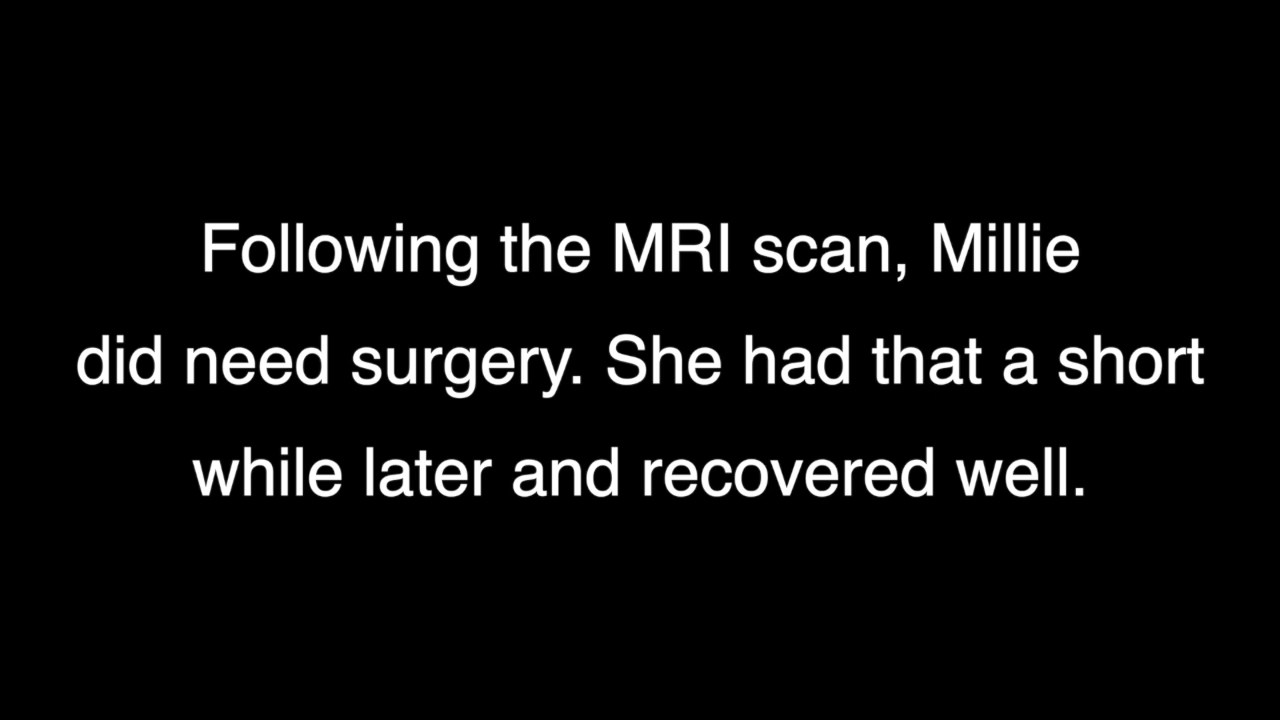 Following the MRI scan, Millie
did need surgery. She had that a short
while later and recovered well.